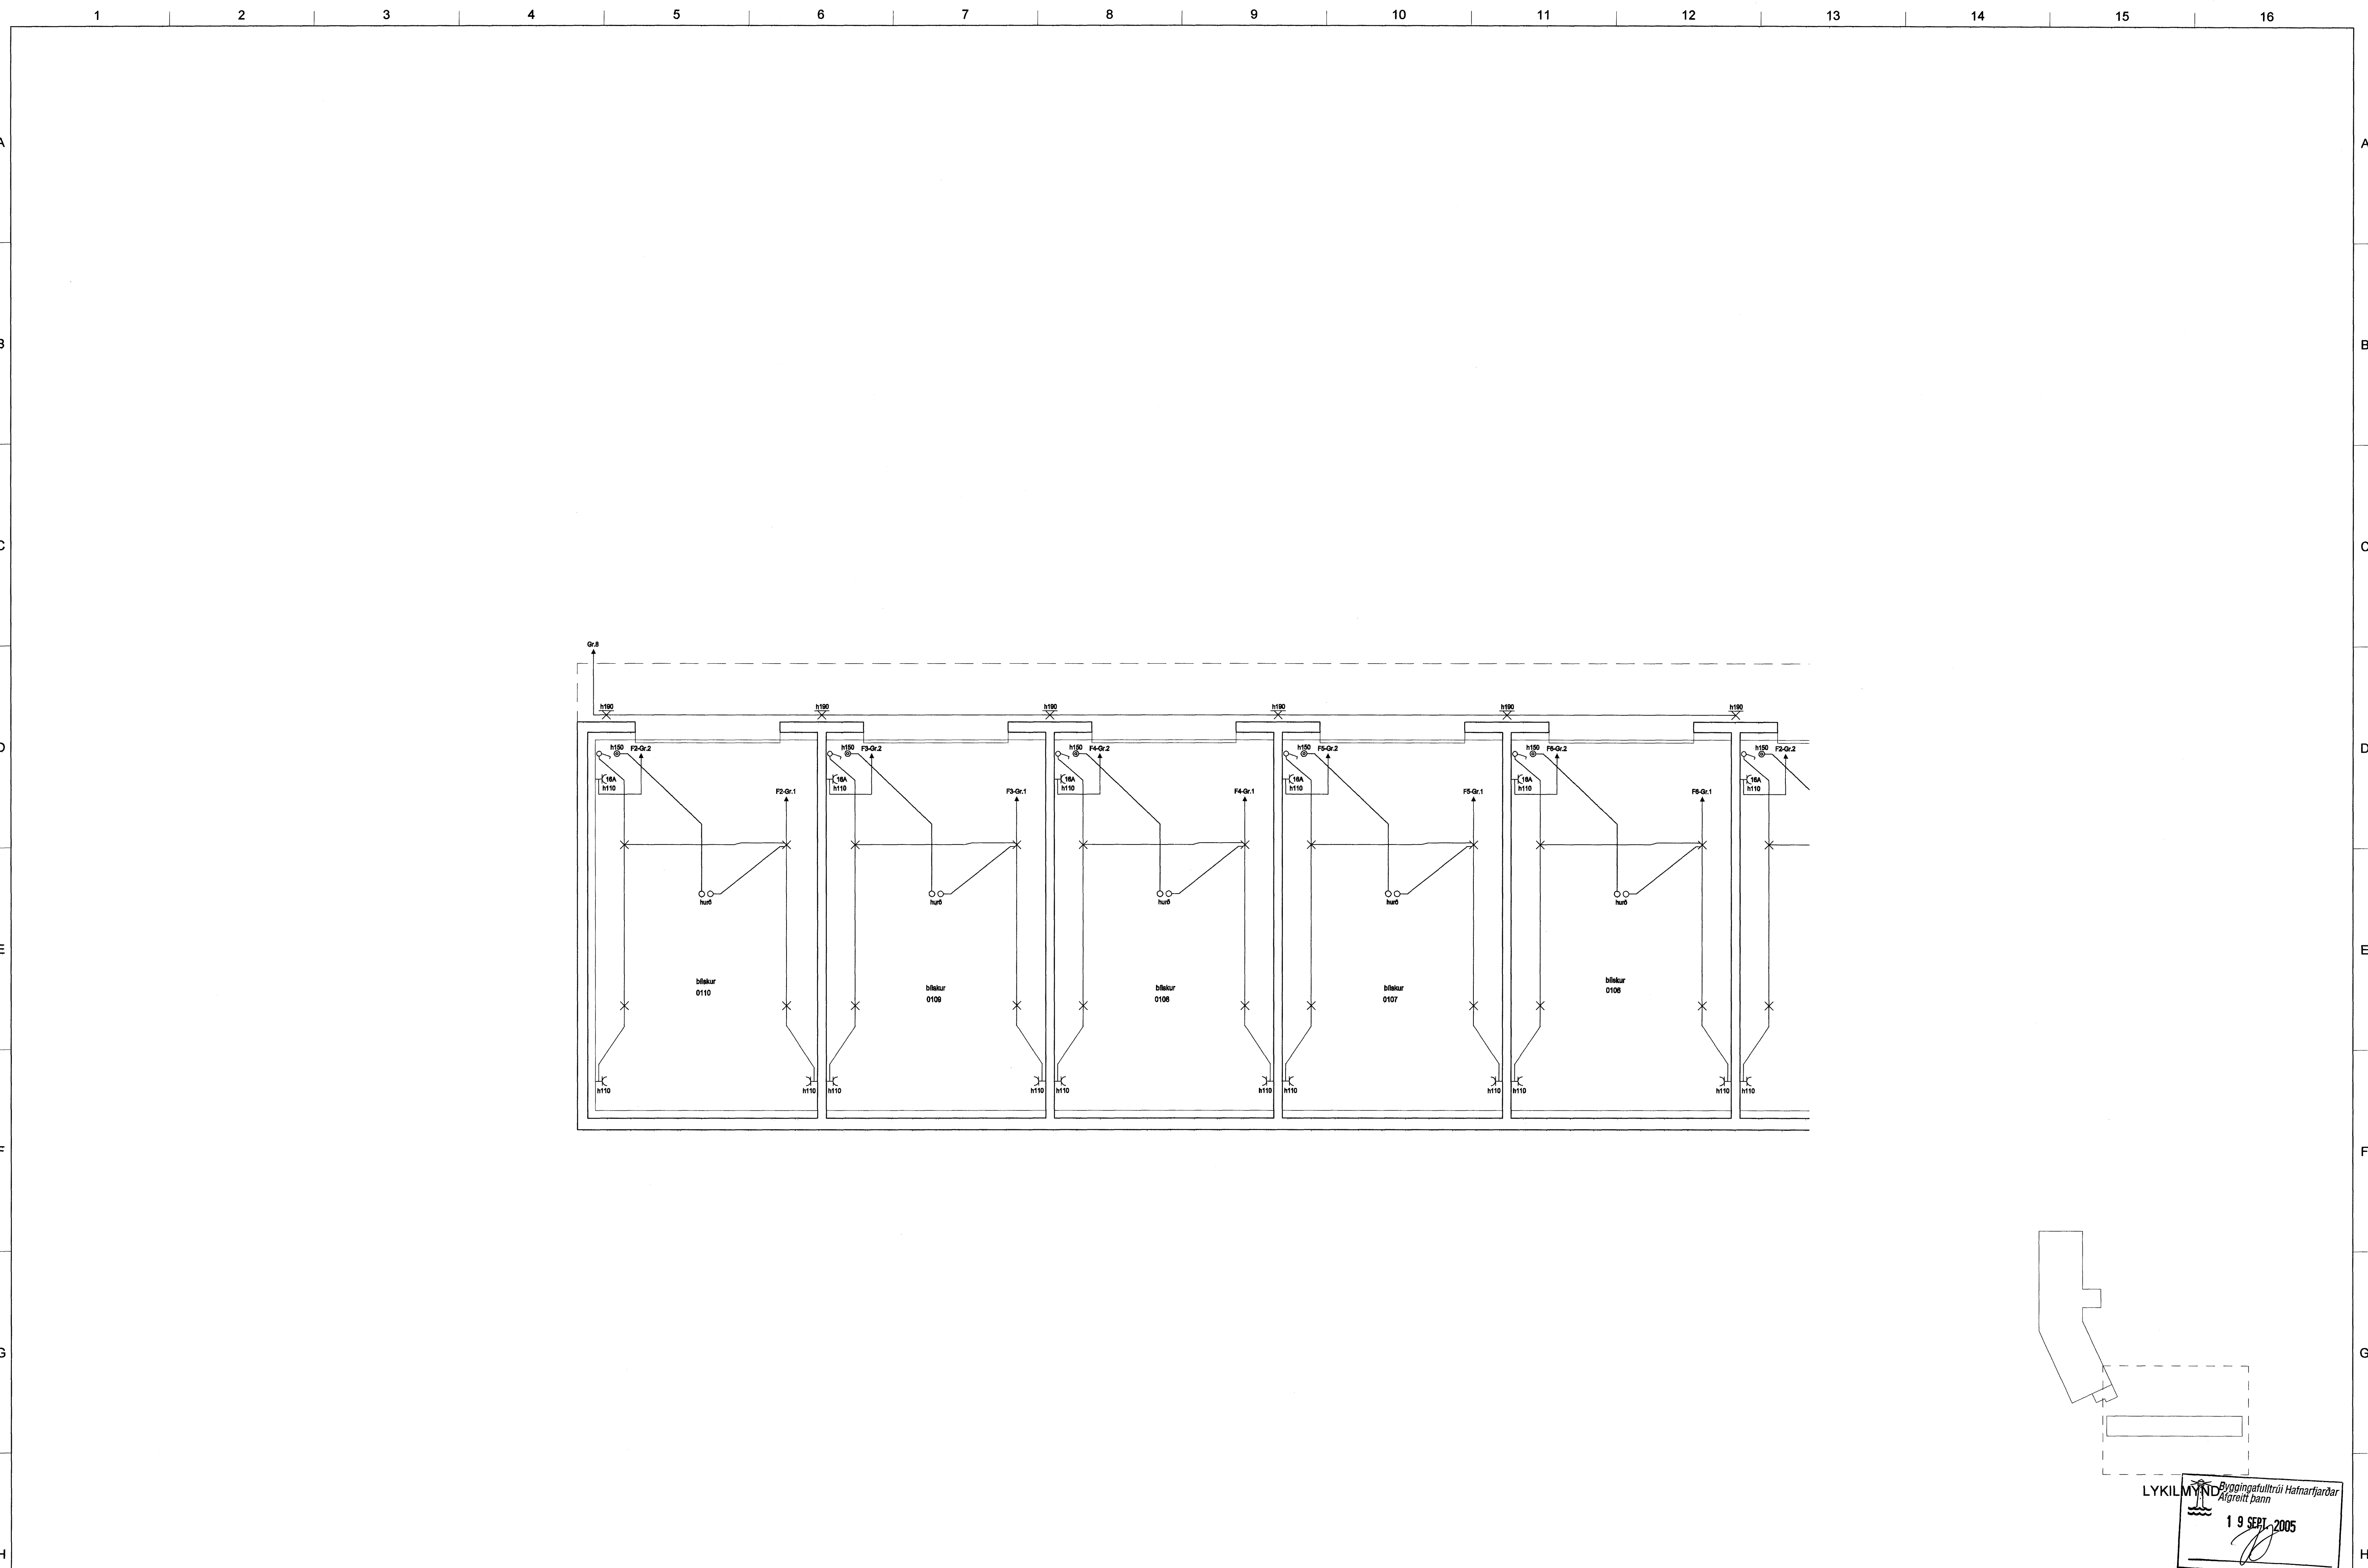 1 2 3 4 5 6 7 8 9 10 11 12 13 14 15 16
A A
B B
C C
Gr.8
h190 h190 h190 h190 h190 h190
D D
h150 F2-Gr.2 h150 F3-Gr.2 h150 F4-Gr.2 h150 F5-Gr.2 h150 F6-Gr.2 h150 F2-Gr.2
16A 16A 16A 16A 16A 16A
h110 h110 h110 h110 h110 h110
F2-Gr.1 F3-Gr.1 F4-Gr.1 F5-Gr.1 F6-Gr.1
hurð hurð hurð hurð hurð
E E
bílskur bílskur bílskur bílskur bílskur
0110 0109 0108 0107 0106
h110 h110 h110 h110 h110 h110 h110 h110 h110 h110 h110
F F
G G
LYKILMYND
Byggingafulltrúi Hafnarfjarðar
Afgreitt þann
19 SEPT. 2005
H H